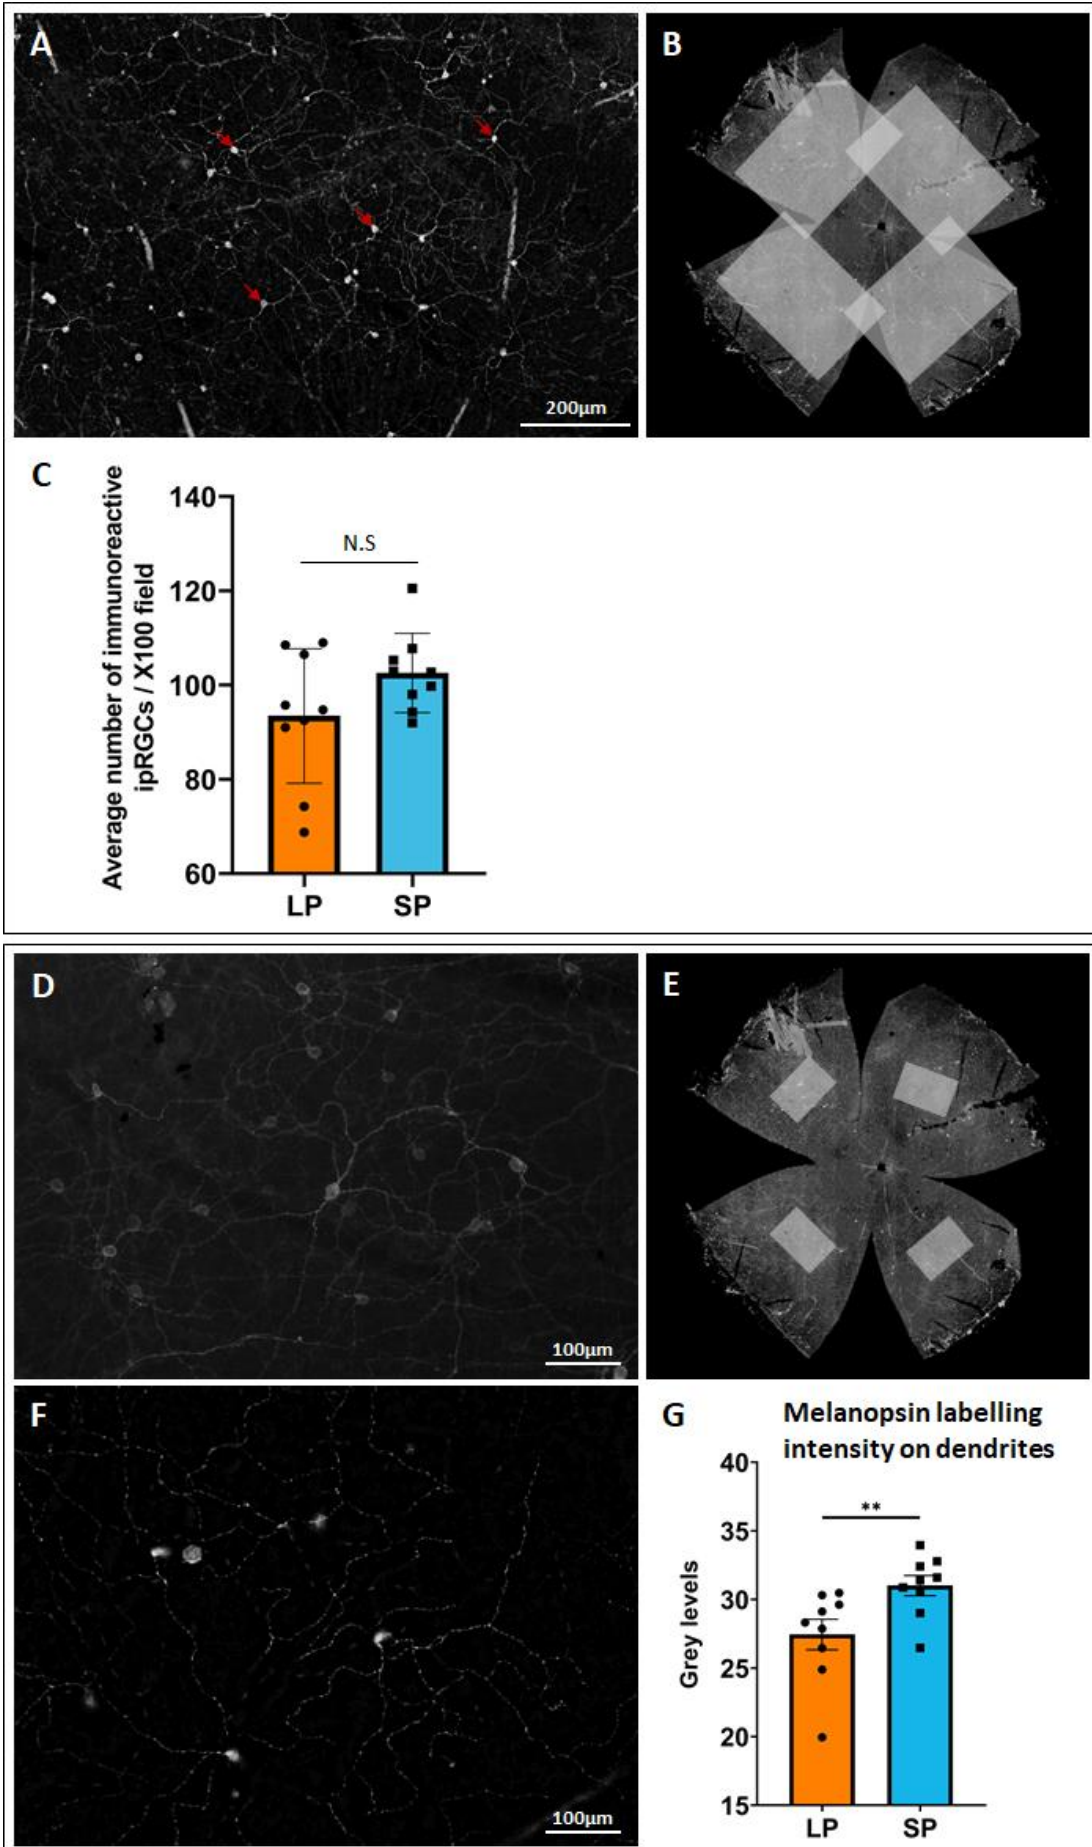 A
200µm
B
C
Average number of immunoreactive
ipRGCs / X100 field
140
120
100
80
60
N.S
LP
SP
D
100µm
E
F
100µm
G
Melanopsin labelling
intensity on dendrites
Grey levels
40
35
30
25
20
15
**
LP
SP